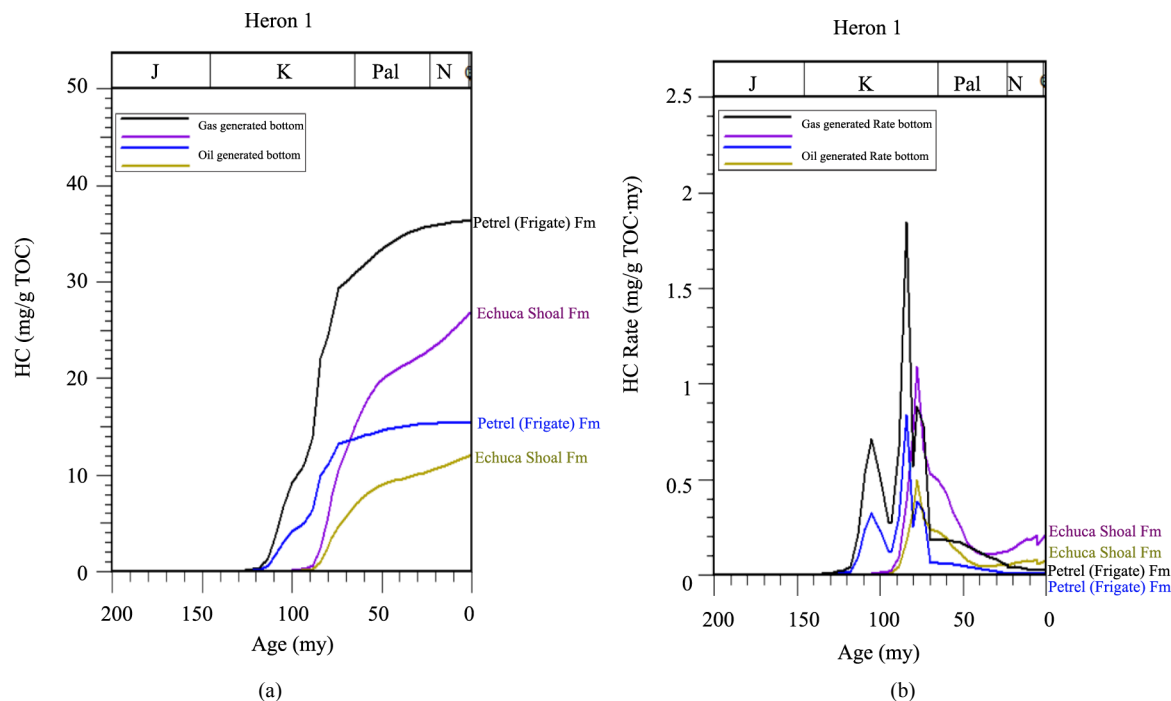 Heron 1
J K Pal N
50
40
30
20
10
0
HC (mg/g TOC)
Gas generated bottom
Oil generated bottom
Petrel (Frigate) Fm
Echuca Shoal Fm
Petrel (Frigate) Fm
Echuca Shoal Fm
200 150 100 50 0
Age (my)
(a)
Heron 1
J K Pal N
2.5
2
1.5
1
0.5
0
HC Rate (mg/g TOC·my)
Gas generated Rate bottom
Oil generated Rate bottom
Echuca Shoal Fm
Echuca Shoal Fm
Petrel (Frigate) Fm
Petrel (Frigate) Fm
200 150 100 50 0
Age (my)
(b)